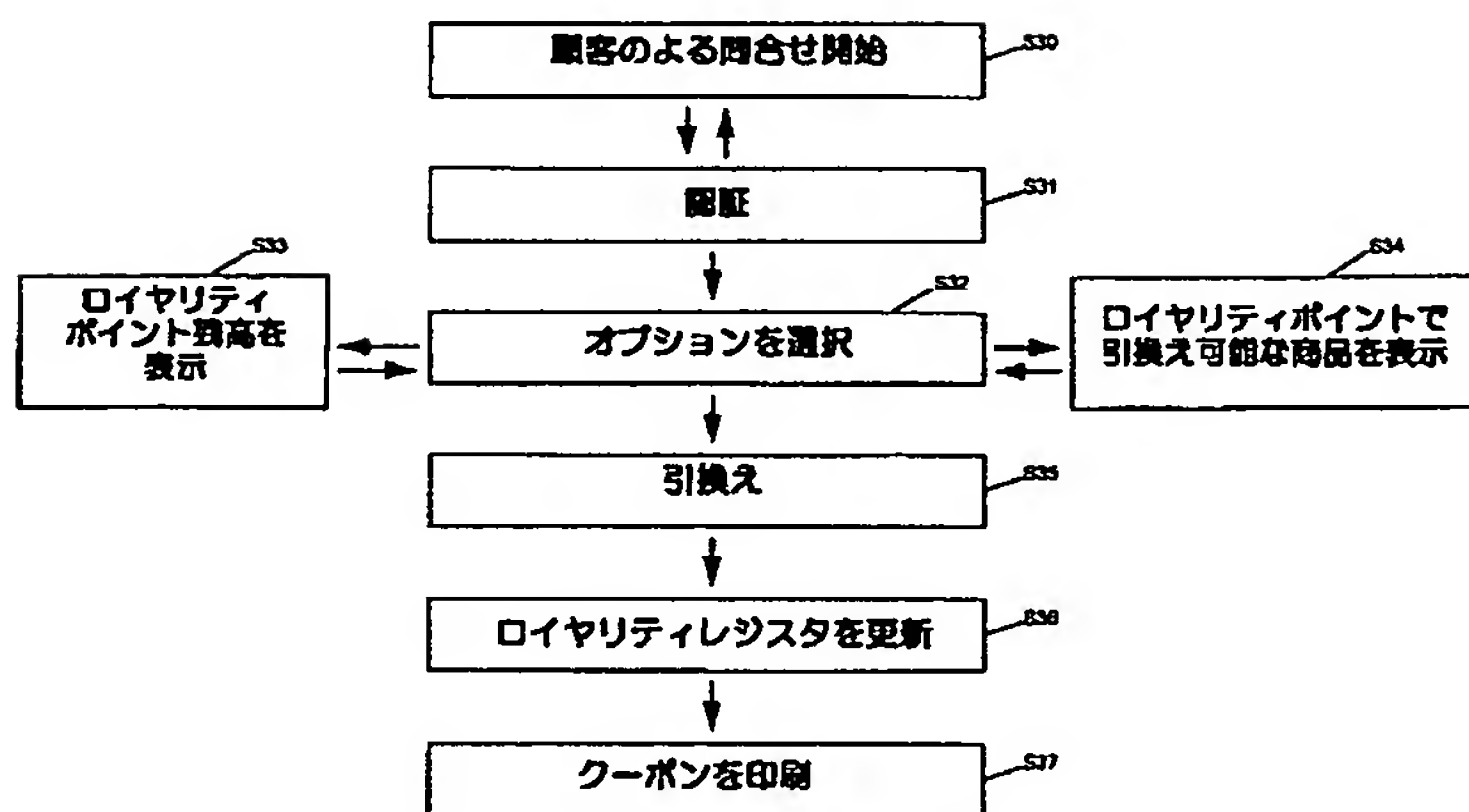 顧客のよる問合せ開始
S30
認証
S31
S33
ロイヤリティ
ポイント残高を
表示
S32
オプションを選択
S34
ロイヤリティポイントで
引換え可能な商品を表示
引換え
S35
ロイヤリティレジスタを更新
S36
クーポンを印刷
S37